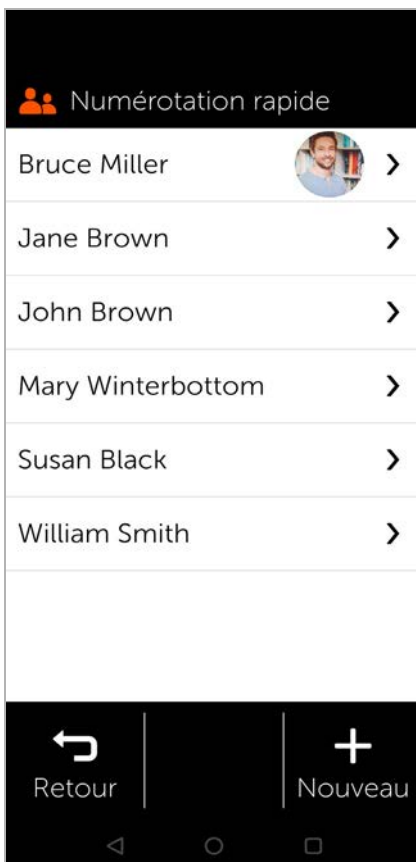 Numérotation rapide
Bruce Miller
Jane Brown
John Brown
Mary Winterbottom
Susan Black
William Smith
Retour
Nouveau